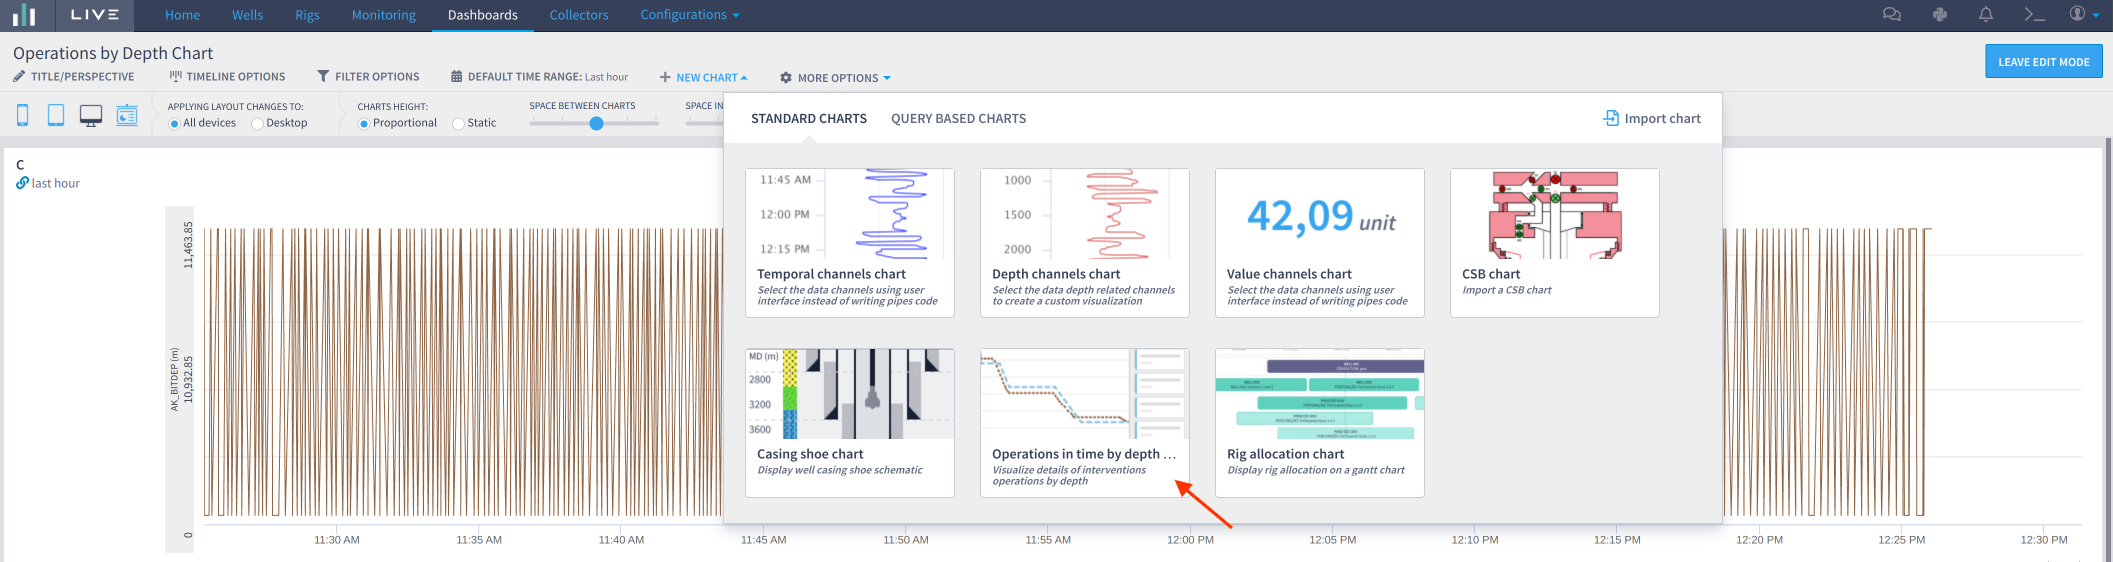 LIVE Home Wells Rigs Monitoring Dashboards Collectors Configurations
Operations by Depth Chart
TITLE/PERSPECTIVE TIMELINE OPTIONS FILTER OPTIONS DEFAULT TIME RANGE: Last hour NEW CHART MORE OPTIONS
LEAVE EDIT MODE
APPLYING LAYOUT CHANGES TO:
All devices Desktop
CHARTS HEIGHT:
Proportional Static
SPACE BETWEEN CHARTS
SPACE IN
STANDARD CHARTS QUERY BASED CHARTS Import chart
C
last hour
11:45 AM
12:00 PM
12:15 PM
Temporal channels chart
Select the data channels using user
interface instead of writing pipes code
1000
1500
2000
Depth channels chart
Select the data depth related channels
to create a custom visualization
42,09 unit
Value channels chart
Select the data channels using user
interface instead of writing pipes code
CSB chart
Import a CSB chart
MD (m)
2800
3200
3600
Casing shoe chart
Display well casing shoe schematic
Operations in time by depth ...
Visualize details of interventions
operations by depth
Rig allocation chart
Display rig allocation on a gantt chart
AK_BITDEP (m)
11,463.85
10,932.85
0
11:30 AM 11:35 AM 11:40 AM 11:45 AM 11:50 AM 11:55 AM 12:00 PM 12:05 PM 12:10 PM 12:15 PM 12:20 PM 12:25 PM 12:30 PM